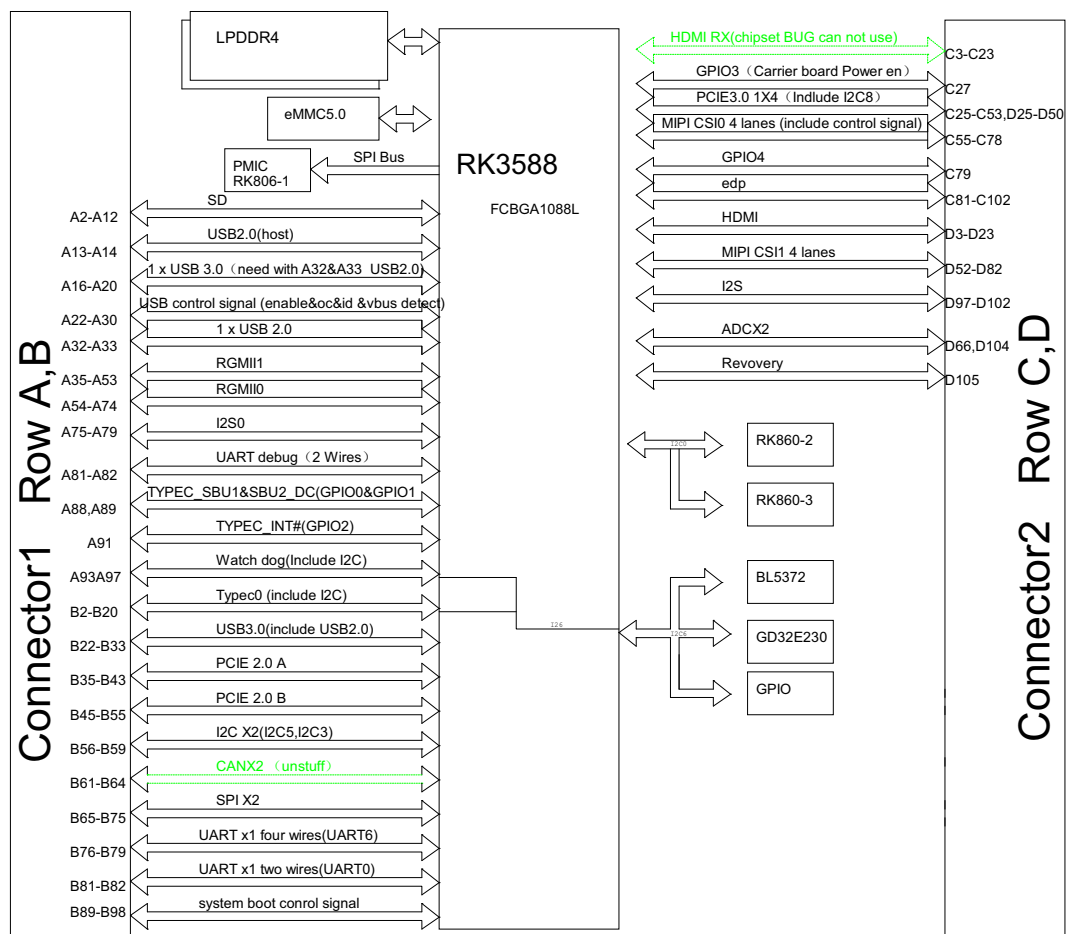 LPDDR4
eMMC5.0
PMIC
RK806-1
SPI Bus
RK3588
FCBGA1088L
Connector1 Row A,B
A2-A12
SD
A13-A14
USB2.0(host)
A16-A20
1 x USB 3.0（need with A32&A33 USB2.0)
A22-A30
USB control signal (enable&oc&id &vbus detect)
A32-A33
1 x USB 2.0
A35-A53
RGMII1
A54-A74
RGMII0
A75-A79
I2S0
A81-A82
UART debug（2 Wires）
A88,A89
TYPEC_SBU1&SBU2_DC(GPIO0&GPIO1
A91
TYPEC_INT#(GPIO2)
A93A97
Watch dog(Include I2C)
B2-B20
Typec0 (include I2C)
B22-B33
USB3.0(include USB2.0)
B35-B43
PCIE 2.0 A
B45-B55
PCIE 2.0 B
B56-B59
I2C X2(I2C5,I2C3)
B61-B64
CANX2 （unstuff）
B65-B75
SPI X2
B76-B79
UART x1 four wires(UART6)
B81-B82
UART x1 two wires(UART0)
B89-B98
system boot conrol signal
HDMI RX(chipset BUG can not use)
C3-C23
GPIO3（Carrier board Power en）
C27
PCIE3.0 1X4（Indlude I2C8）
C25-C53,D25-D50
MIPI CSI0 4 lanes (include control signal)
C55-C78
GPIO4
C79
edp
C81-C102
HDMI
D3-D23
MIPI CSI1 4 lanes
D52-D82
I2S
D97-D102
ADCX2
D66,D104
Revovery
D105
I2C0
RK860-2
RK860-3
I26
I2C6
BL5372
GD32E230
GPIO
Connector2 Row C,D